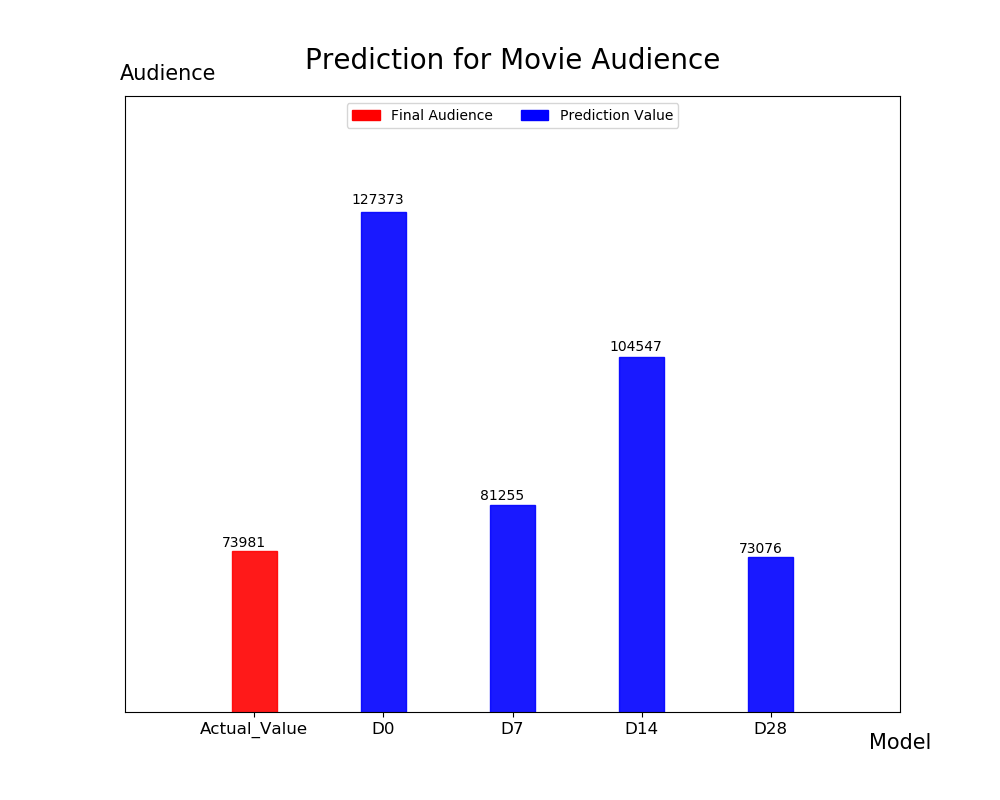 Prediction for Movie Audience
Audience
Final Audience Prediction Value
127373
104547
81255
73981
73076
Actual_Value D0 D7 D14 D28
Model